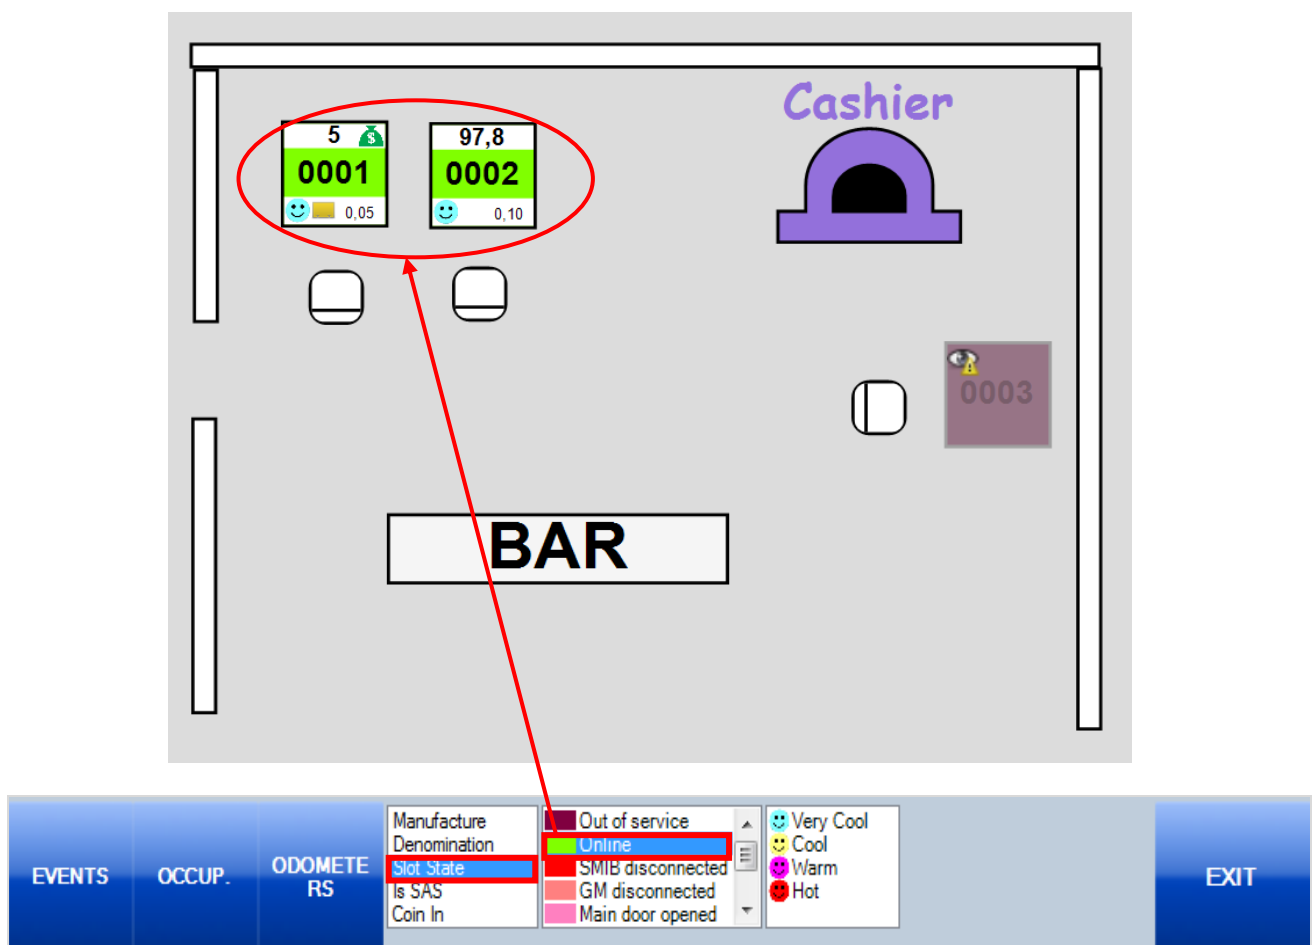 Cashier
5
97,8
0001
0002
0,05
0,10
$
0003
BAR
EVENTS
OCCUP.
ODOMETE
RS
Manufacture
Denomination
Slot State
Is SAS
Coin In
Out of service
Online
SMIB disconnected
GM disconnected
Main door opened
Very Cool
Cool
Warm
Hot
EXIT